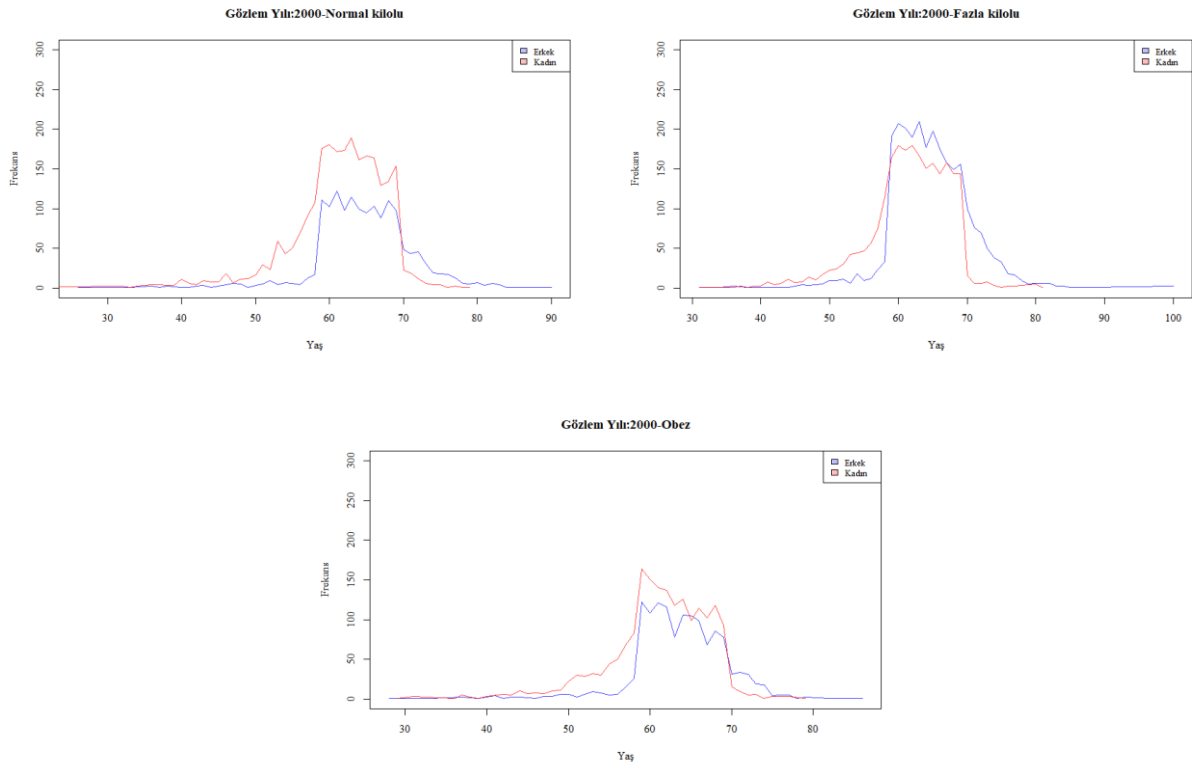 Gözlem Yılı:2000-Normal kilolu
Erkek
Kadın
300
250
200
150
100
50
0
Frekans
30 40 50 60 70 80 90
Yaş
Gözlem Yılı:2000-Fazla kilolu
Erkek
Kadın
300
250
200
150
100
50
0
Frekans
30 40 50 60 70 80 90 100
Yaş
Gözlem Yılı:2000-Obez
Erkek
Kadın
300
250
200
150
100
50
0
Frekans
30 40 50 60 70 80
Yaş